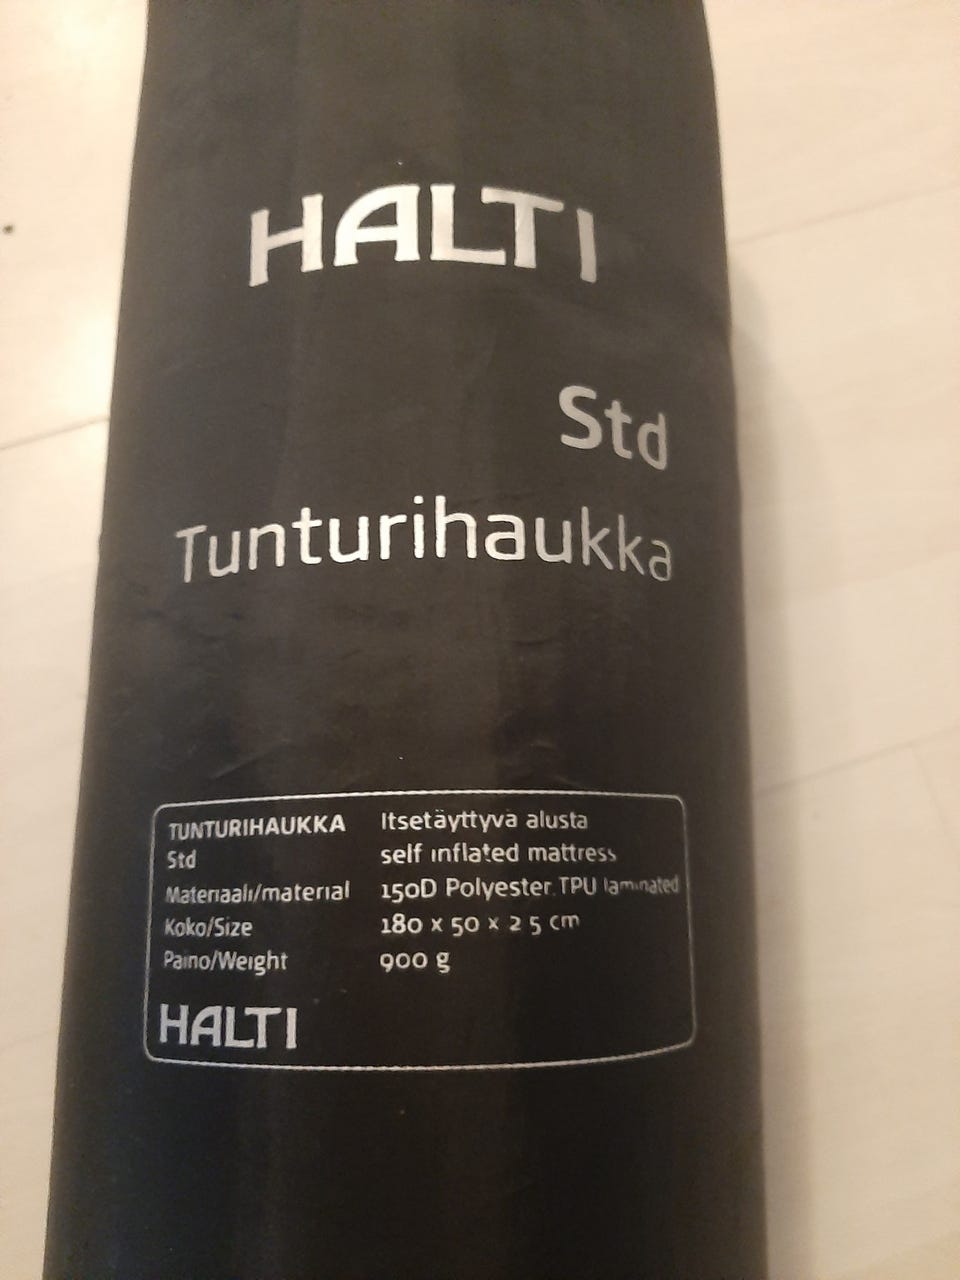 HALTI
Std
Tunturihaukka
TUNTURIHAUKKA Itsetäyttyvä alusta
Std self inflated mattress
Materiaali/material 150D Polyester. TPU laminated
Koko/Size 180 x 50 x 2 5 cm
Paino/Weight 900 g
HALTI